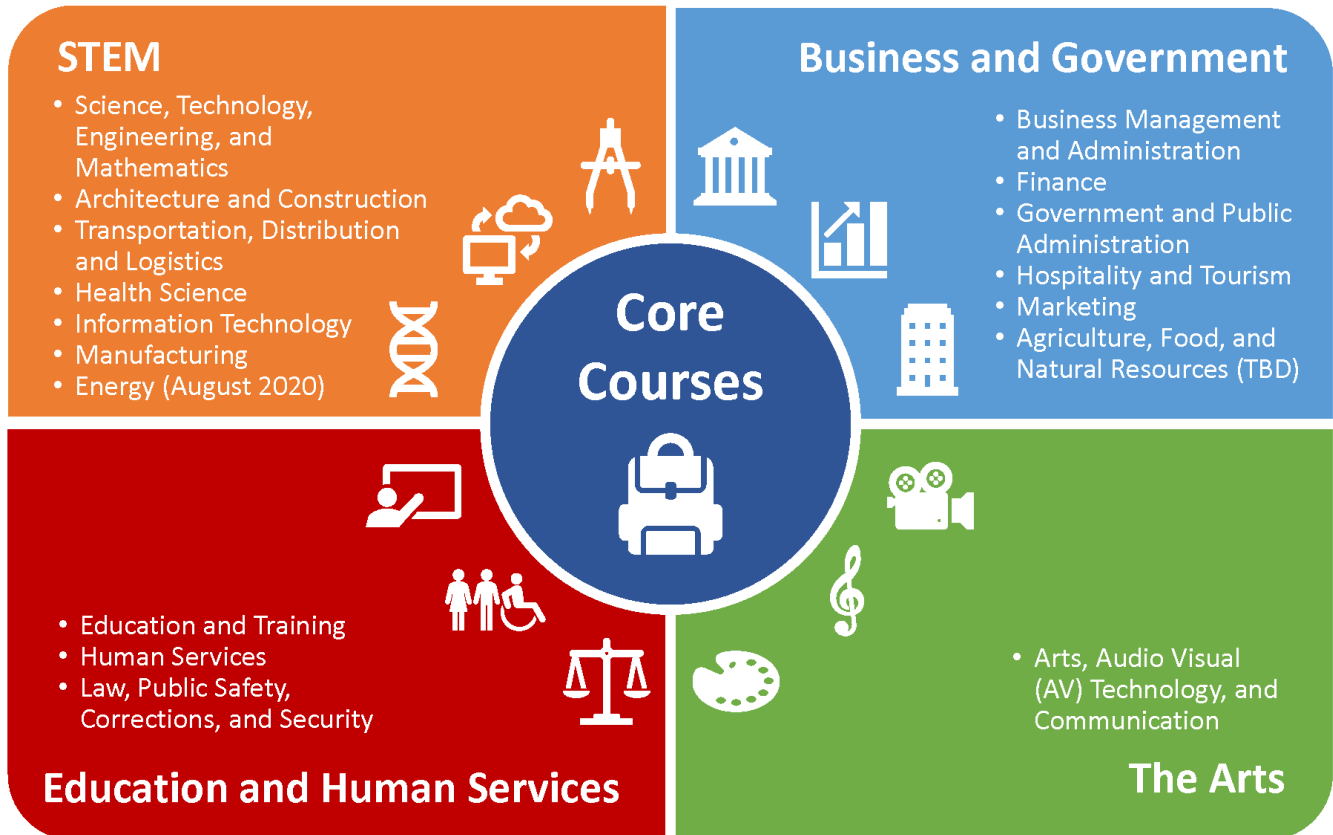 STEM
• Science, Technology,
Engineering, and
Mathematics
• Architecture and Construction
• Transportation, Distribution
and Logistics
• Health Science
• Information Technology
• Manufacturing
• Energy (August 2020)
Business and Government
• Business Management
and Administration
• Finance
• Government and Public
Administration
• Hospitality and Tourism
• Marketing
• Agriculture, Food, and
Natural Resources (TBD)
Core
Courses
• Education and Training
• Human Services
• Law, Public Safety,
Corrections, and Security
Education and Human Services
• Arts, Audio Visual
(AV) Technology, and
Communication
The Arts